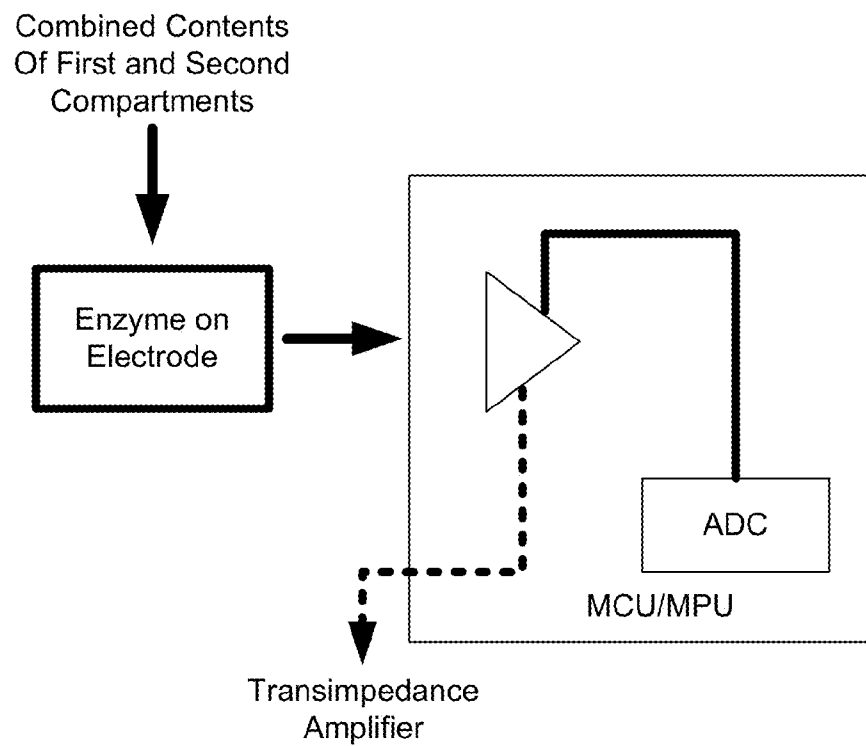 Combined Contents
Of First and Second
Compartments
Enzyme on
Electrode
ADC
MCU/MPU
Transimpedance
Amplifier